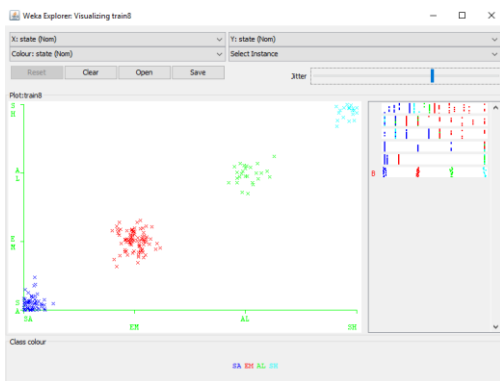 Weka Explorer: Visualizing train8
X: state (Nom) Y: state (Nom)
Colour: state (Nom) Select Instance
Reset Clear Open Save Jitter
Plot:train8
B
SA EM AL SH
Class colour
SA EM AL SH